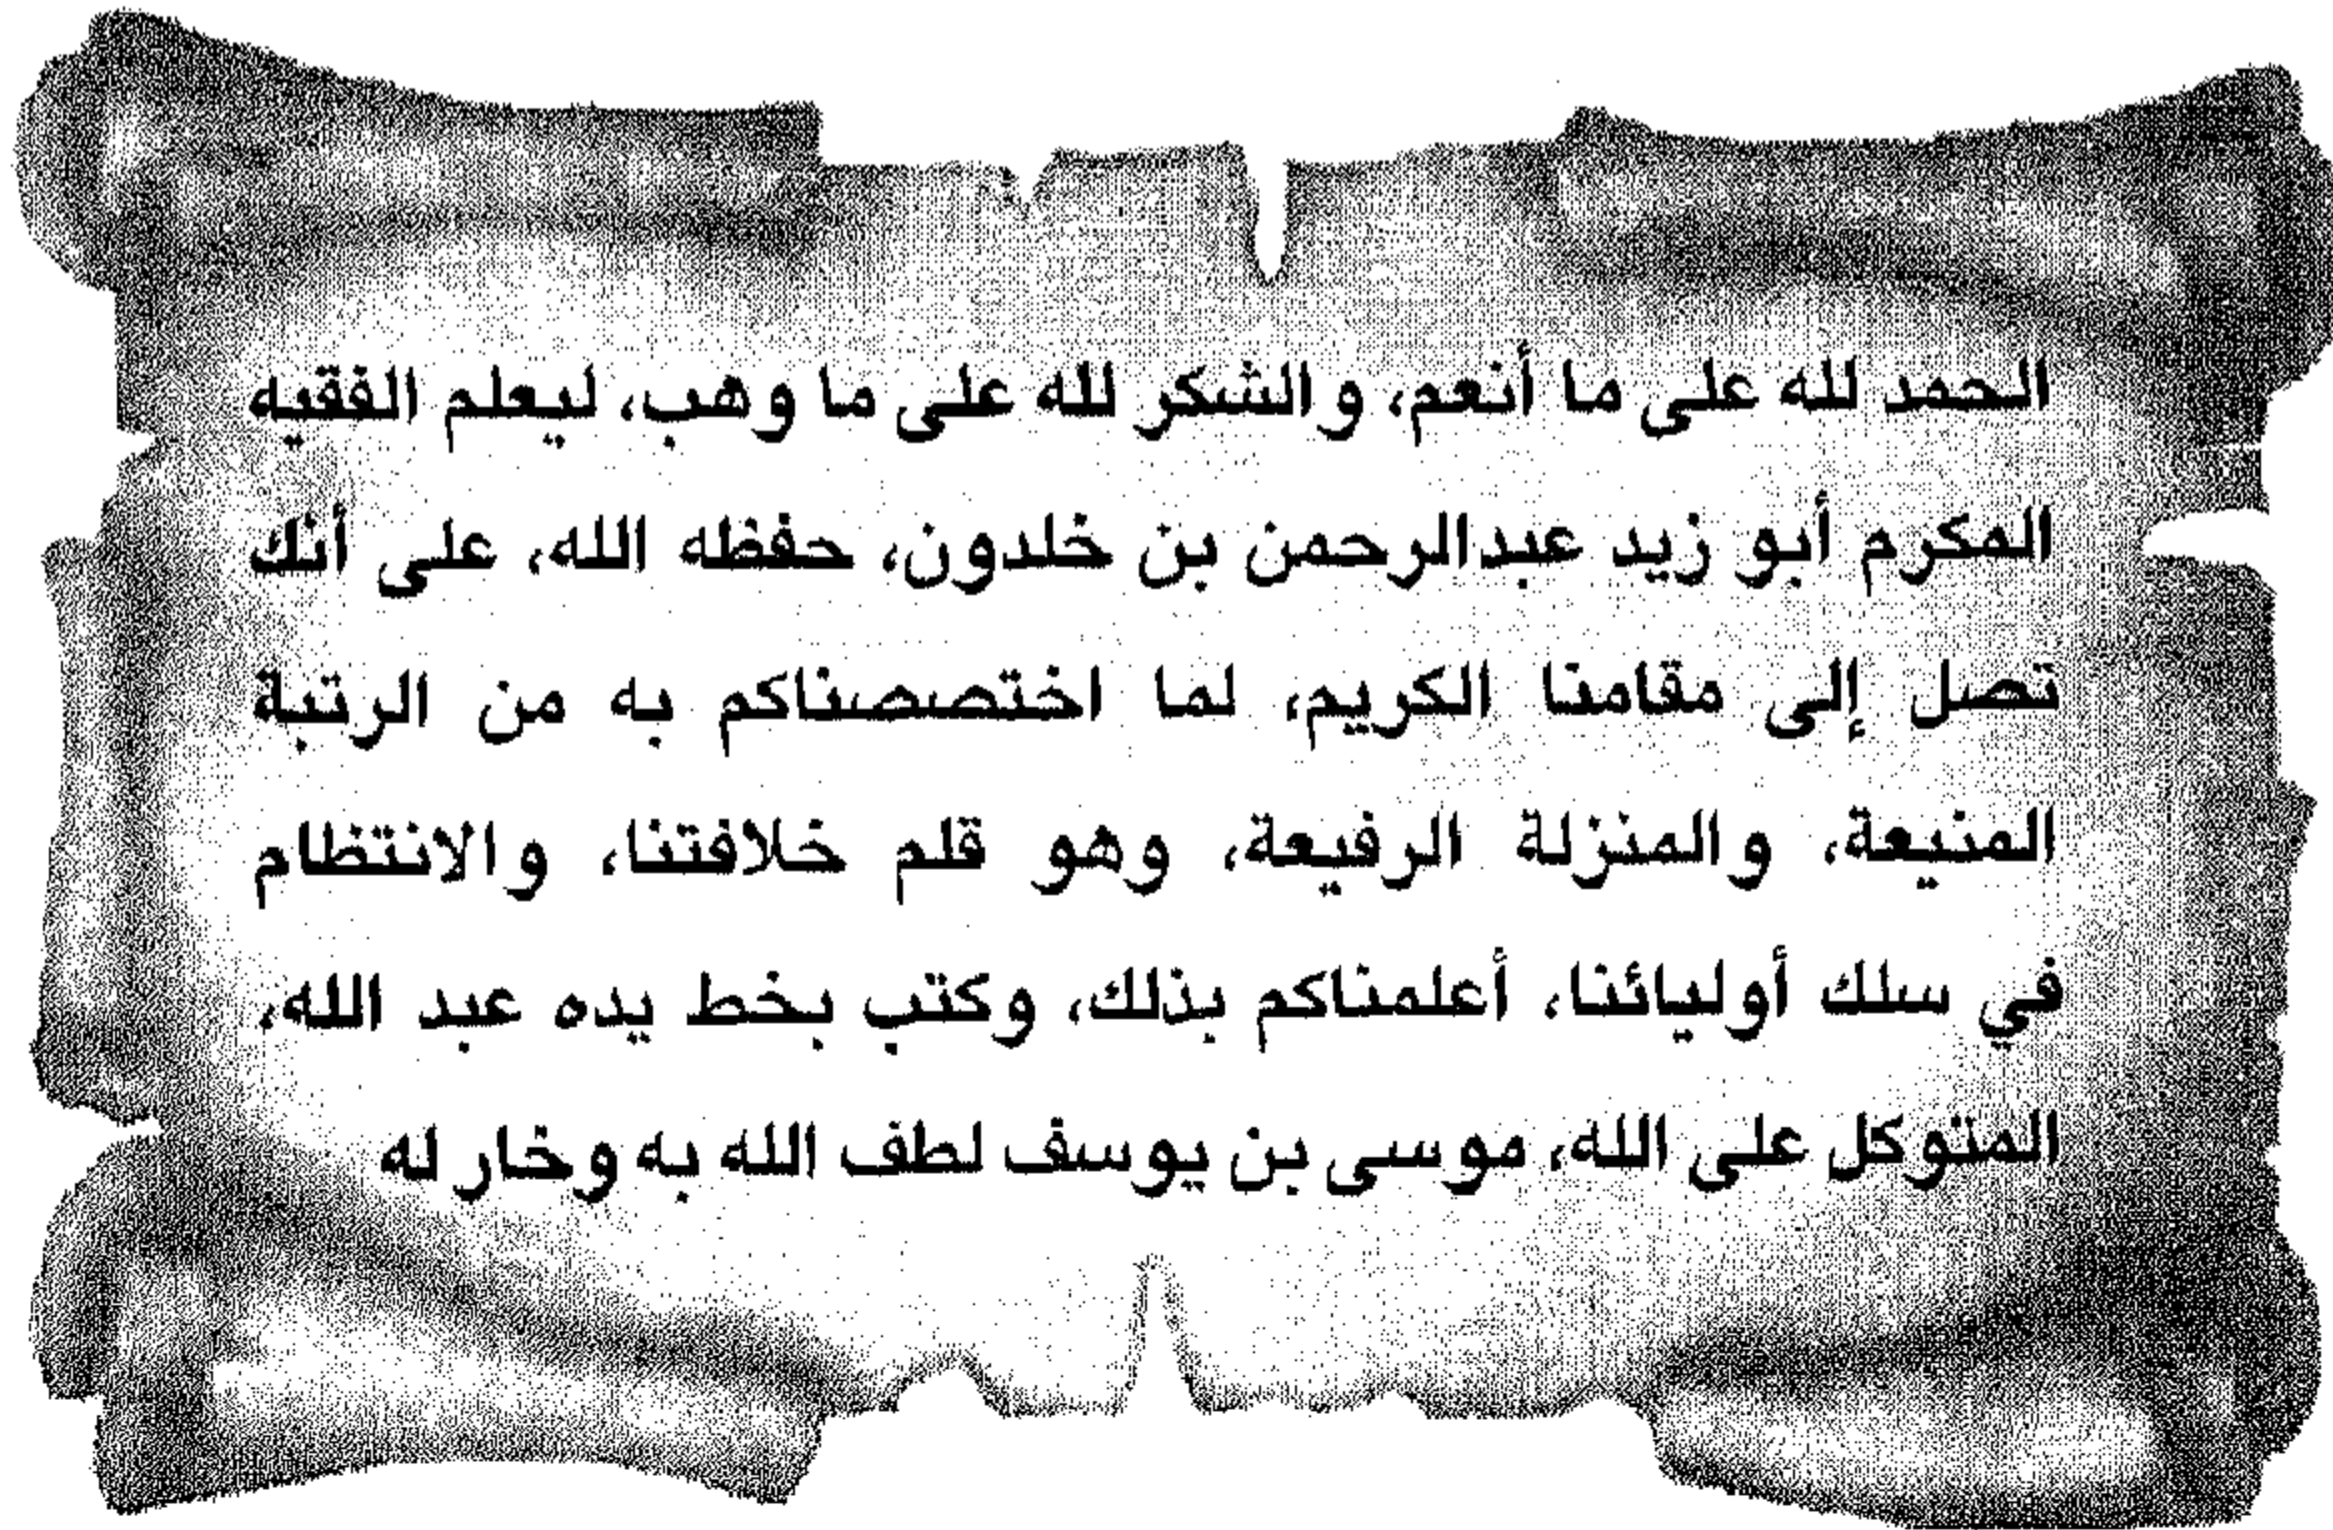 الحمد لله على ما أنعم، والشكر لله على ما وهب، ليعلم الفقيه
المكرم أبو زيد عبدالرحمن بن خلدون، حفظه الله، على أنك
تصل إلى مقامنا الكريم، لما اختصصناكم به من الرتبة
المنيعة، والمنزلة الرفيعة، وهو قلم خلافتنا، والانتظام
في سلك أوليائنا، أعلمناكم بذلك، وكتب بخط يده عبد الله،
المتوكل على الله، موسى بن يوسف لطف الله به وخار له